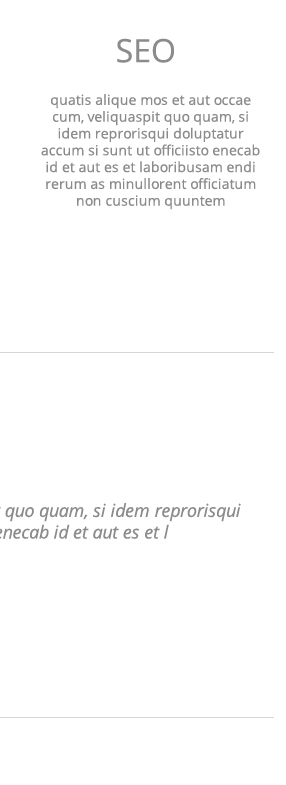 SEO
quatis alique mos et aut occae
cum, veliquaspit quo quam, si
idem reprorisqui doluptatur
accum si sunt ut officiisto enecab
id et aut es et laboribusam endi
rerum as minullorent officiatum
non cuscium quuntem
quo quam, si idem reprorisqui
enecab id et aut es et l